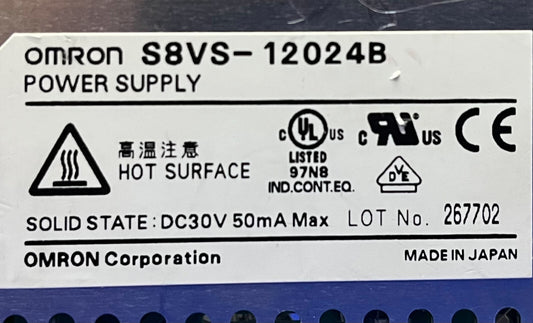 OMRON S8VS-12024B
POWER SUPPLY
高温注意
HOT SURFACE
c UL US
LISTED
97N8
IND.CONT.EQ.
c RU US
CE
DVE
SOLID STATE : DC30V 50mA Max LOT No. 267702
OMRON Corporation MADE IN JAPAN